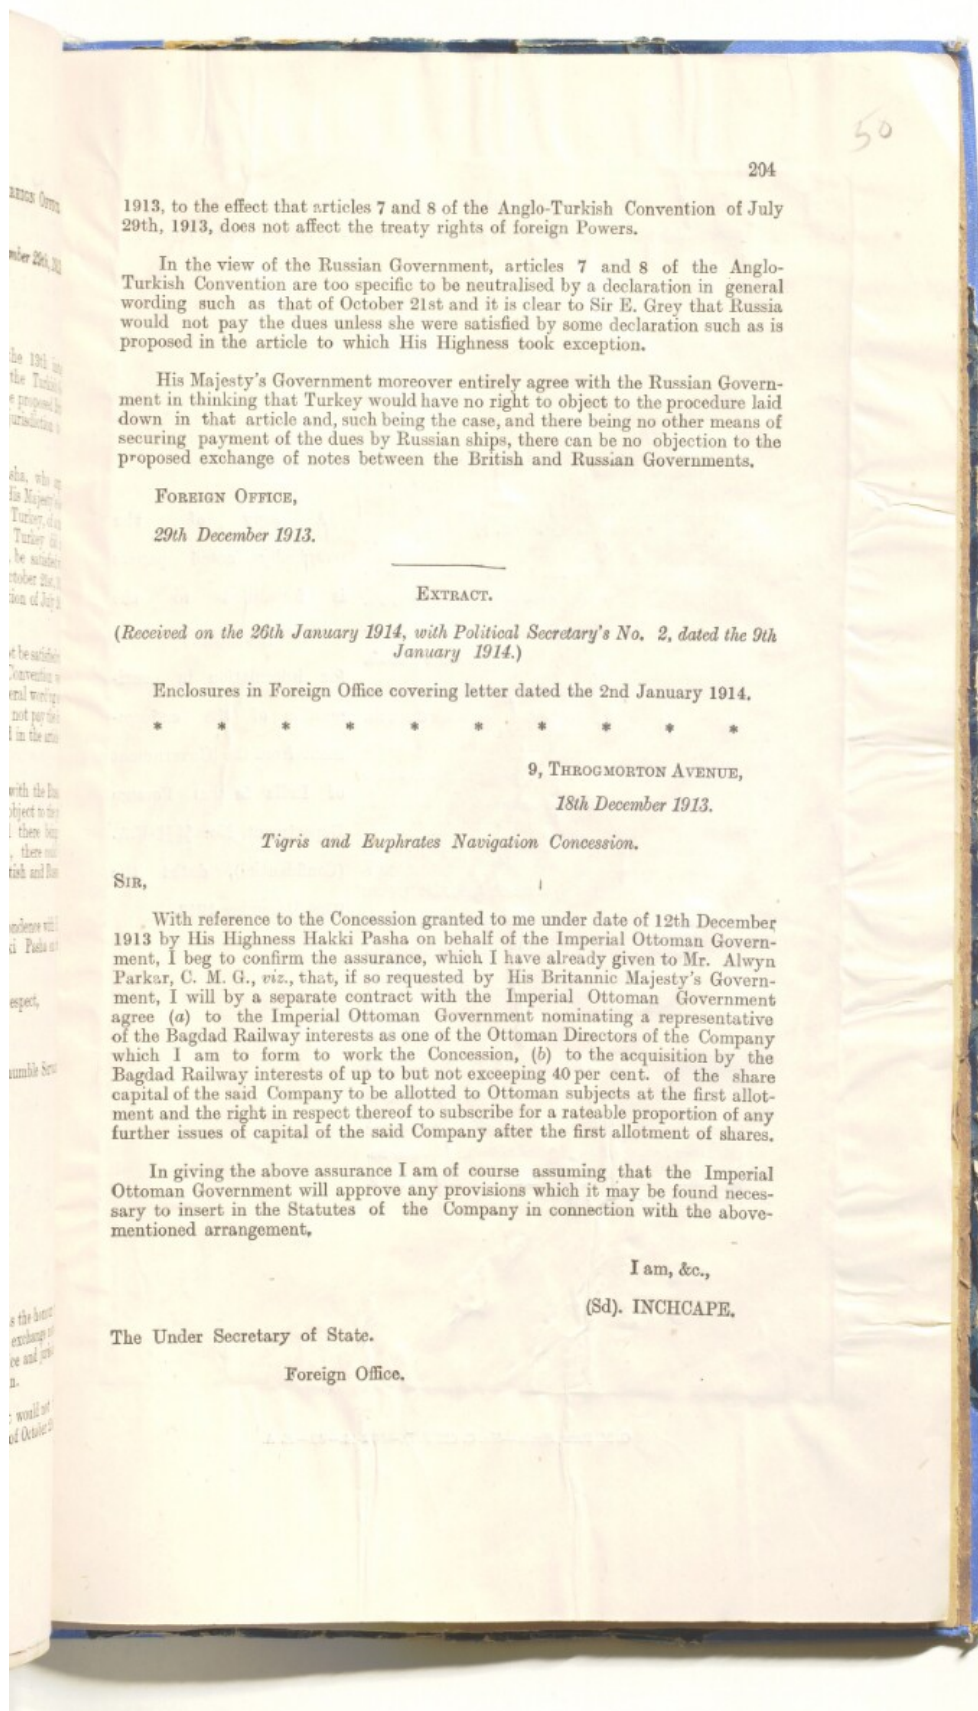 50
204
1913, to the effect that articles 7 and 8 of the Anglo-Turkish Convention of July
29th, 1913, does not affect the treaty rights of foreign Powers.
In the view of the Russian Government, articles 7 and 8 of the Anglo-
Turkish Convention are too specific to be neutralised by a declaration in general
wording such as that of October 21st and it is clear to Sir E. Grey that Russia
would not pay the dues unless she were satisfied by some declaration such as is
proposed in the article to which His Highness took exception.
His Majesty's Government moreover entirely agree with the Russian Govern-
ment in thinking that Turkey would have no right to object to the procedure laid
down in that article and, such being the case, and there being no other means of
securing payment of the dues by Russian ships, there can be no objection to the
proposed exchange of notes between the British and Russian Governments.
FOREIGN OFFICE,
29th December 1913.
EXTRACT.
(Received on the 26th January 1914, with Political Secretary's No. 2, dated the 9th
January 1914.)
Enclosures in Foreign Office covering letter dated the 2nd January 1914.
* * * * * * * * * *
9, THROGMORTON AVENUE,
18th December 1913.
Tigris and Euphrates Navigation Concession.
SIR,
With reference to the Concession granted to me under date of 12th December
1913 by His Highness Hakki Pasha on behalf of the Imperial Ottoman Govern-
ment, I beg to confirm the assurance, which I have already given to Mr. Alwyn
Parkar, C. M. G., viz., that, if so requested by His Britannic Majesty's Govern-
ment, I will by a separate contract with the Imperial Ottoman Government
agree (a) to the Imperial Ottoman Government nominating a representative
of the Bagdad Railway interests as one of the Ottoman Directors of the Company
which I am to form to work the Concession, (b) to the acquisition by the
Bagdad Railway interests of up to but not exceeping 40 per cent. of the share
capital of the said Company to be allotted to Ottoman subjects at the first allot-
ment and the right in respect thereof to subscribe for a rateable proportion of any
further issues of capital of the said Company after the first allotment of shares.
In giving the above assurance I am of course assuming that the Imperial
Ottoman Government will approve any provisions which it may be found neces-
sary to insert in the Statutes of the Company in connection with the above-
mentioned arrangement.
I am, &c.,
(Sd). INCHCAPE.
The Under Secretary of State.
Foreign Office.